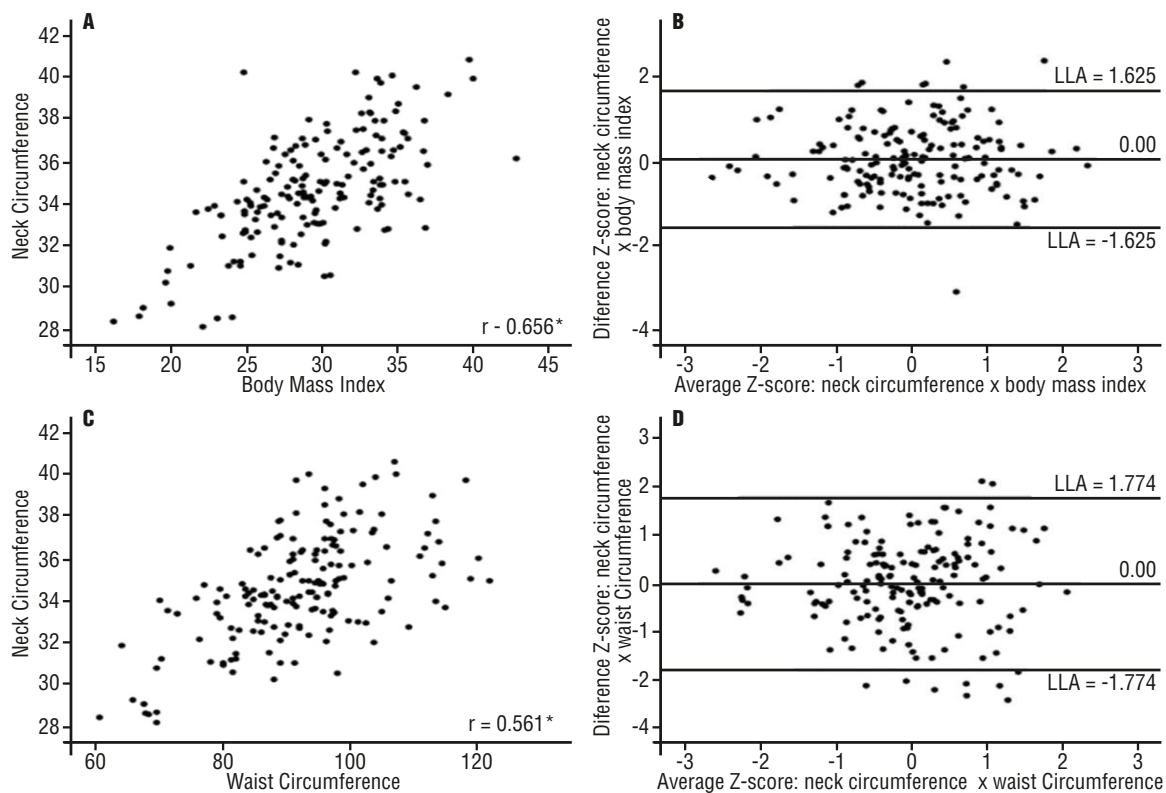 A
42
40
38
36
34
32
30
28
Neck Circumference
r - 0.656*
15 20 25 30 35 40 45
Body Mass Index
B
2
0
-2
-4
Diference Z-score: neck circumference
x body mass index
LLA = 1.625
0.00
LLA = -1.625
-3 -2 -1 0 1 2 3
Average Z-score: neck circumference x body mass index
C
42
40
38
36
34
32
30
28
Neck Circumference
r = 0.561*
60 80 100 120
Waist Circumference
D
3
2
1
0
-1
-2
-4
Diference Z-score: neck circumference
x waist Circumference
LLA = 1.774
0.00
LLA = -1.774
-3 -2 -1 0 1 2 3
Average Z-score: neck circumference x waist Circumference